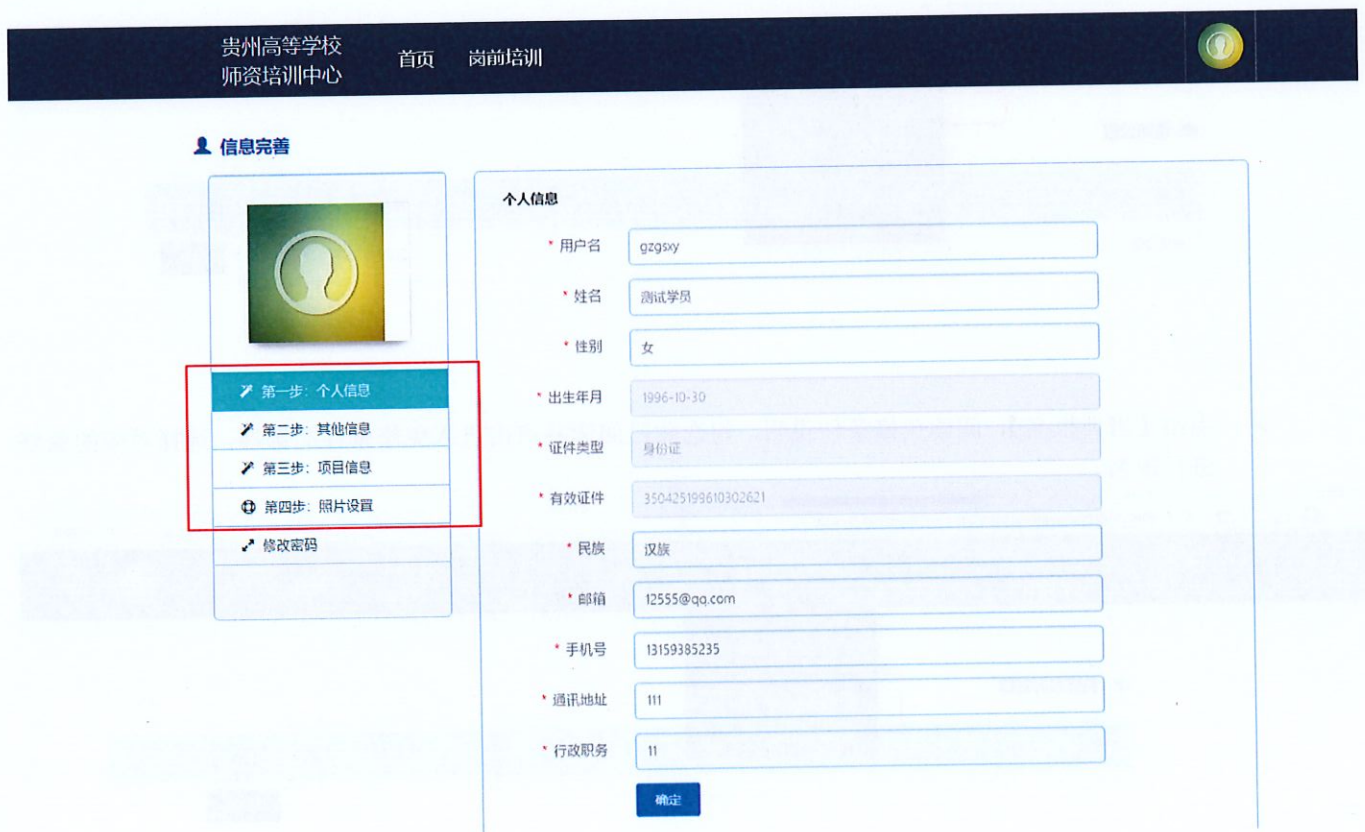 贵州高等学校
师资培训中心
首页
岗前培训
信息完善
第一步：个人信息
第二步：其他信息
第三步：项目信息
第四步：照片设置
修改密码
个人信息
* 用户名 gzgsxy
* 姓名 测试学员
* 性别 女
* 出生年月 1996-10-30
* 证件类型 身份证
* 有效证件 350425199610302621
* 民族 汉族
* 邮箱 12555@qq.com
* 手机号 13159385235
* 通讯地址 111
* 行政职务 11
确定